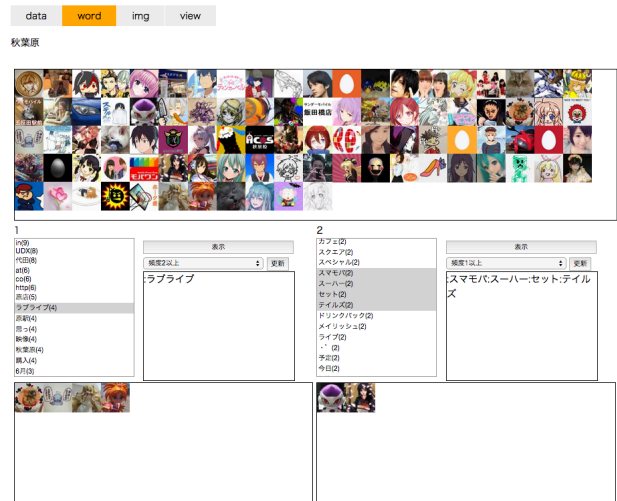 data word img view
秋葉原
モバイル
飯田橋店
モバワン
1
in(9)
UDX(8)
代田(8)
at(6)
co(6)
http(6)
原店(5)
ラブライブ(4)
原駅(4)
思っ(4)
映像(4)
秋葉原(4)
購入(4)
6月(3)
表示
頻度2以上 更新
:ラブライブ
2
カフェ(2)
スクエア(2)
スペシャル(2)
スマモバ(2)
スーハー(2)
セット(2)
テイルズ(2)
ドリンクパック(2)
メイリッシュ(2)
ライブ(2)
・゜(2)
予定(2)
今日(2)
表示
頻度1以上 更新
:スマモバ:スーハー:セット:テイル
ズ